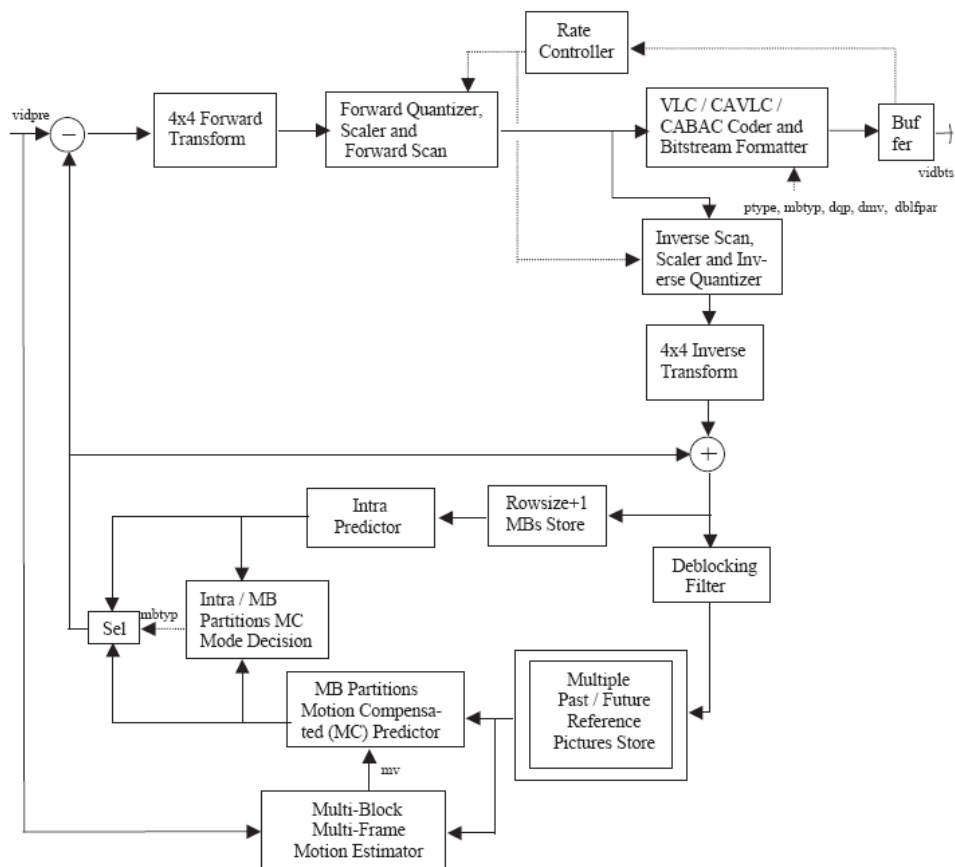 Rate
Controller
vidpre
−
4x4 Forward
Transform
Forward Quantizer,
Scaler and
Forward Scan
VLC / CAVLC /
CABAC Coder and
Bitstream Formatter
Buf
fer
vidbts
ptype, mbtyp, dqp, dmv, dblfpar
Inverse Scan,
Scaler and Inv-
erse Quantizer
4x4 Inverse
Transform
+
Intra
Predictor
Rowsize+1
MBs Store
Deblocking
Filter
Sel
mbtyp
Intra / MB
Partitions MC
Mode Decision
MB Partitions
Motion Compensa-
ted (MC) Predictor
Multiple
Past / Future
Reference
Pictures Store
mv
Multi-Block
Multi-Frame
Motion Estimator